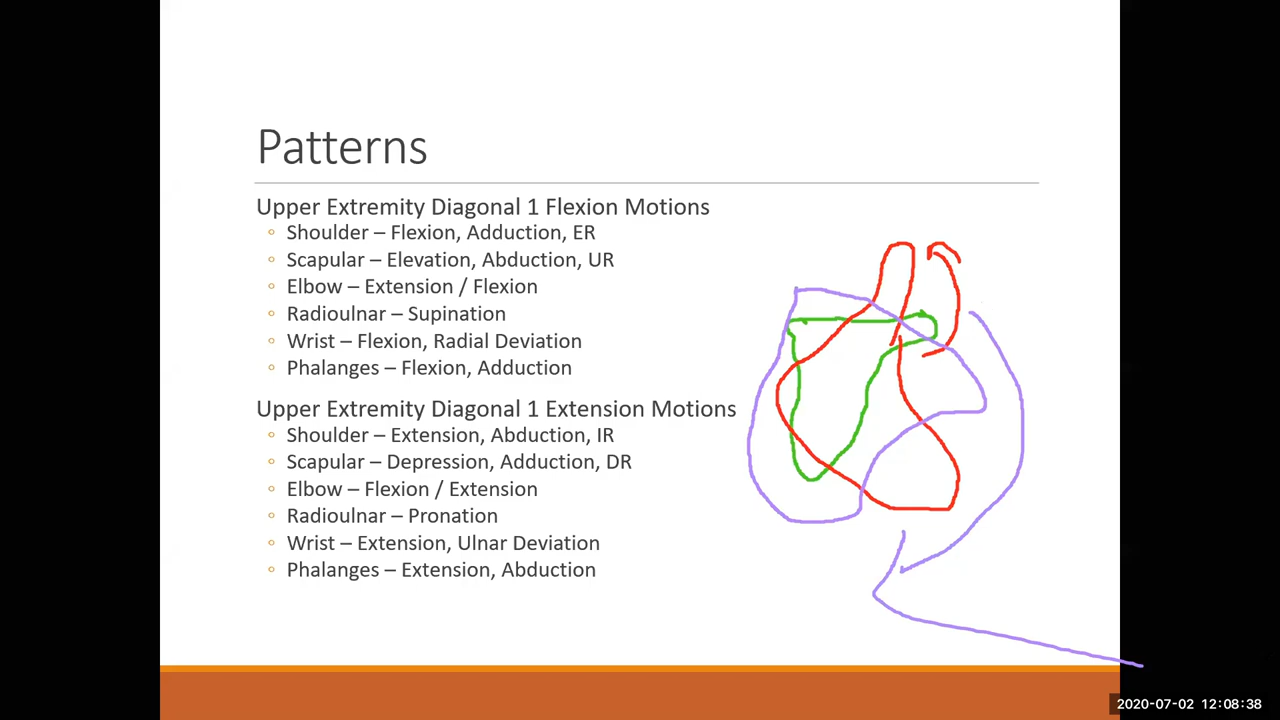 Patterns
Upper Extremity Diagonal 1 Flexion Motions
◦ Shoulder – Flexion, Adduction, ER
◦ Scapular – Elevation, Abduction, UR
◦ Elbow – Extension / Flexion
◦ Radioulnar – Supination
◦ Wrist – Flexion, Radial Deviation
◦ Phalanges – Flexion, Adduction
Upper Extremity Diagonal 1 Extension Motions
◦ Shoulder – Extension, Abduction, IR
◦ Scapular – Depression, Adduction, DR
◦ Elbow – Flexion / Extension
◦ Radioulnar – Pronation
◦ Wrist – Extension, Ulnar Deviation
◦ Phalanges – Extension, Abduction
2020-07-02 12:08:38